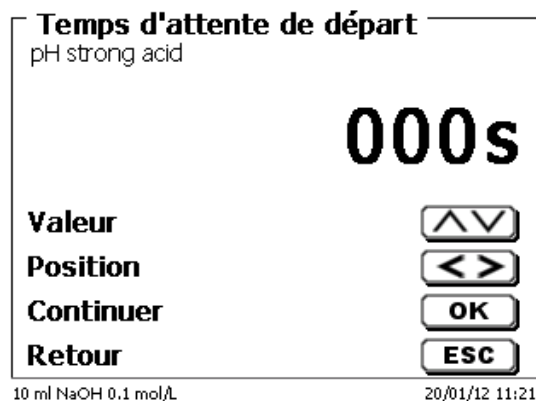 Temps d'attente de départ
pH strong acid
000s
Valeur
Position < >
Continuer OK
Retour ESC
10 ml NaOH 0.1 mol/L 20/01/12 11:21